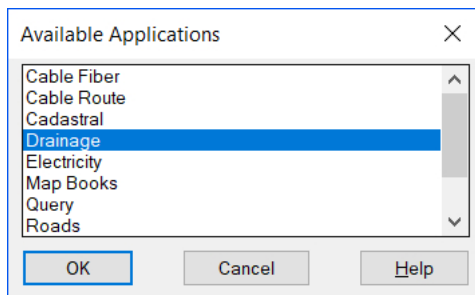 Available Applications
Cable Fiber
Cable Route
Cadastral
Drainage
Electricity
Map Books
Query
Roads
OK Cancel Help